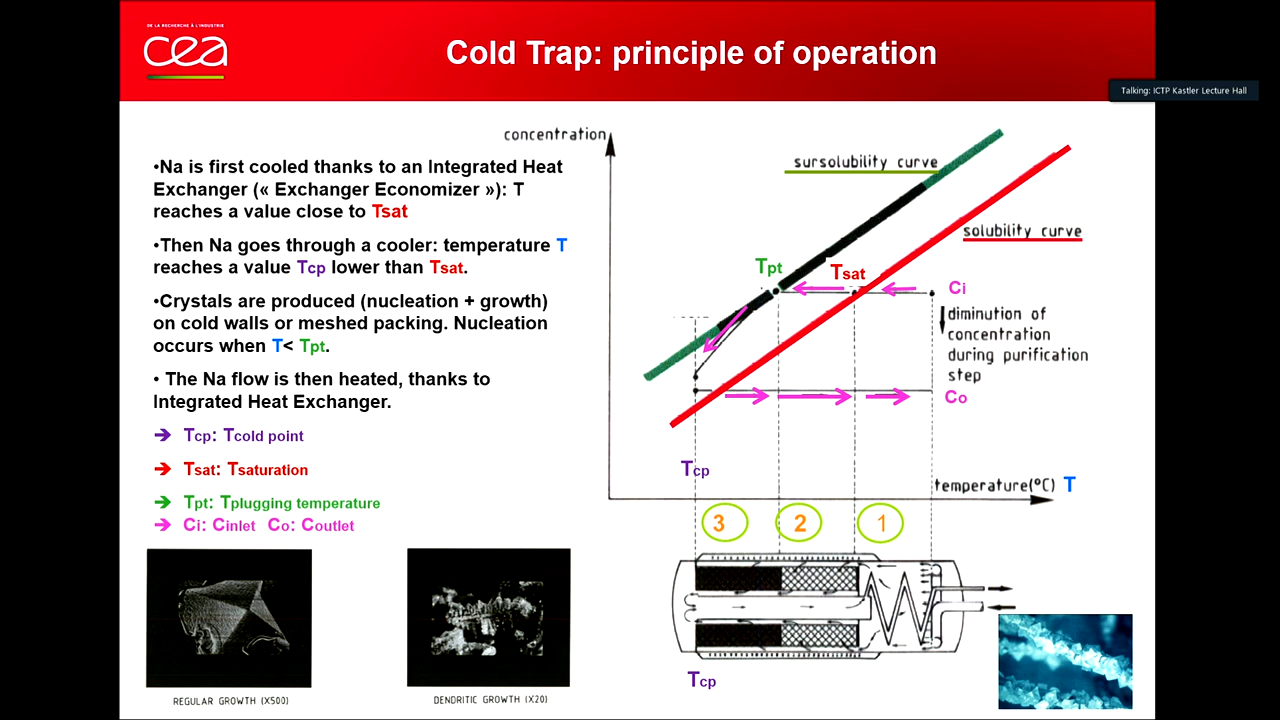 DE LA RECHERCHE À L'INDUSTRIE
cea
Cold Trap: principle of operation
Talking: ICTP Kastler Lecture Hall
•Na is first cooled thanks to an Integrated Heat
Exchanger (« Exchanger Economizer »): T
reaches a value close to Tsat
•Then Na goes through a cooler: temperature T
reaches a value Tcp lower than Tsat.
•Crystals are produced (nucleation + growth)
on cold walls or meshed packing. Nucleation
occurs when T< Tpt.
• The Na flow is then heated, thanks to
Integrated Heat Exchanger.
➔ Tcp: Tcold point
➔ Tsat: Tsaturation
➔ Tpt: Tplugging temperature
➔ Ci: Cinlet Co: Coutlet
REGULAR GROWTH (X500)
DENDRITIC GROWTH (X20)
concentration
sursolubility curve
solubility curve
Tpt
Tsat
Ci
diminution of
concentration
during purification
step
Co
Tcp
temperature(°C) T
3 2 1
Tcp